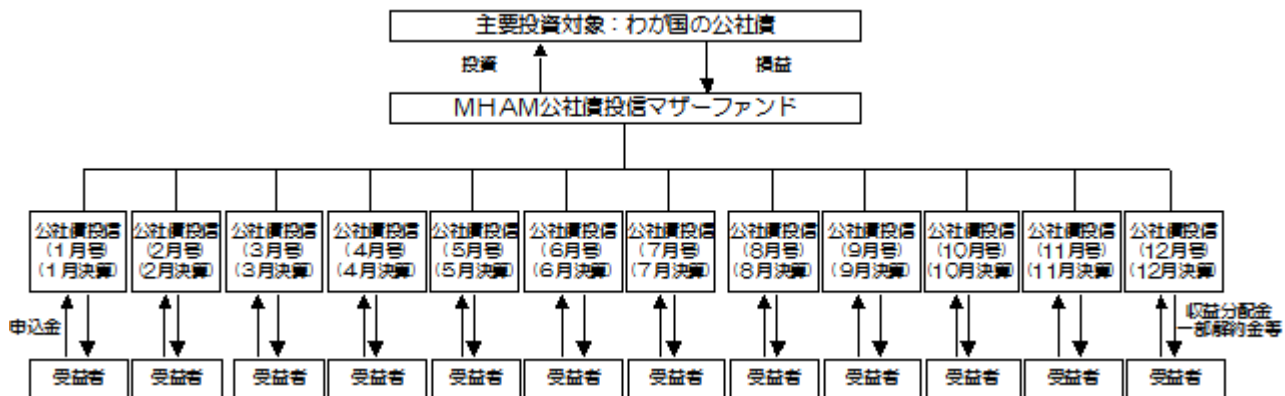 主要投資対象：わが国の公社債
投資
損益
MHAM公社債投信マザーファンド
公社債投信
(1月号)
(1月決算)
公社債投信
(2月号)
(2月決算)
公社債投信
(3月号)
(3月決算)
公社債投信
(4月号)
(4月決算)
公社債投信
(5月号)
(5月決算)
公社債投信
(6月号)
(6月決算)
公社債投信
(7月号)
(7月決算)
公社債投信
(8月号)
(8月決算)
公社債投信
(9月号)
(9月決算)
公社債投信
(10月号)
(10月決算)
公社債投信
(11月号)
(11月決算)
公社債投信
(12月号)
(12月決算)
申込金
収益分配金
一部解約金等
受益者
受益者
受益者
受益者
受益者
受益者
受益者
受益者
受益者
受益者
受益者
受益者